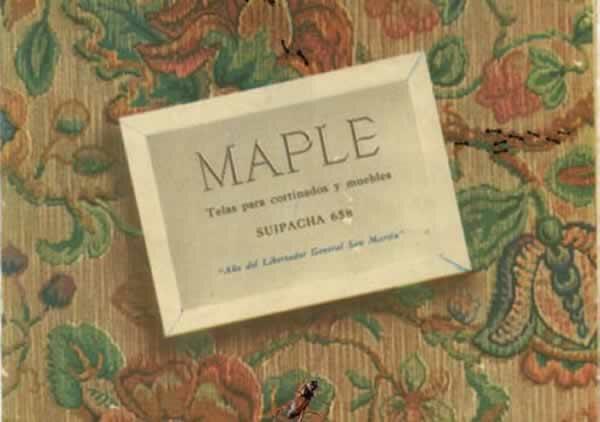 MAPLE
Telas para cortinados y muebles
SUIPACHA 658
"Año del Libertador General San Martín"